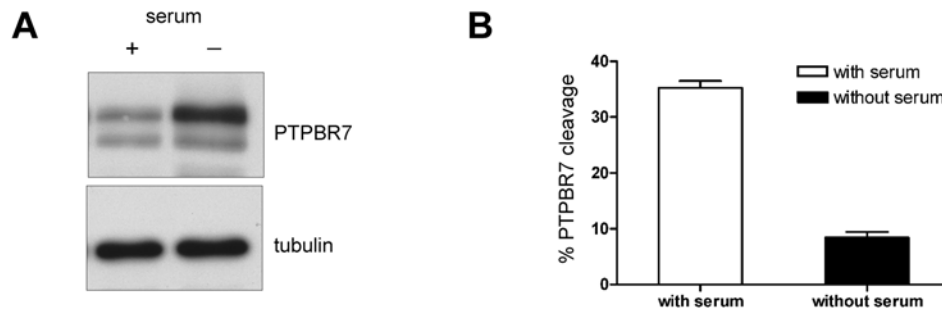 A
serum
+ –
PTPBR7
tubulin
B
% PTPBR7 cleavage
40
30
20
10
0
with serum
without serum
with serum without serum